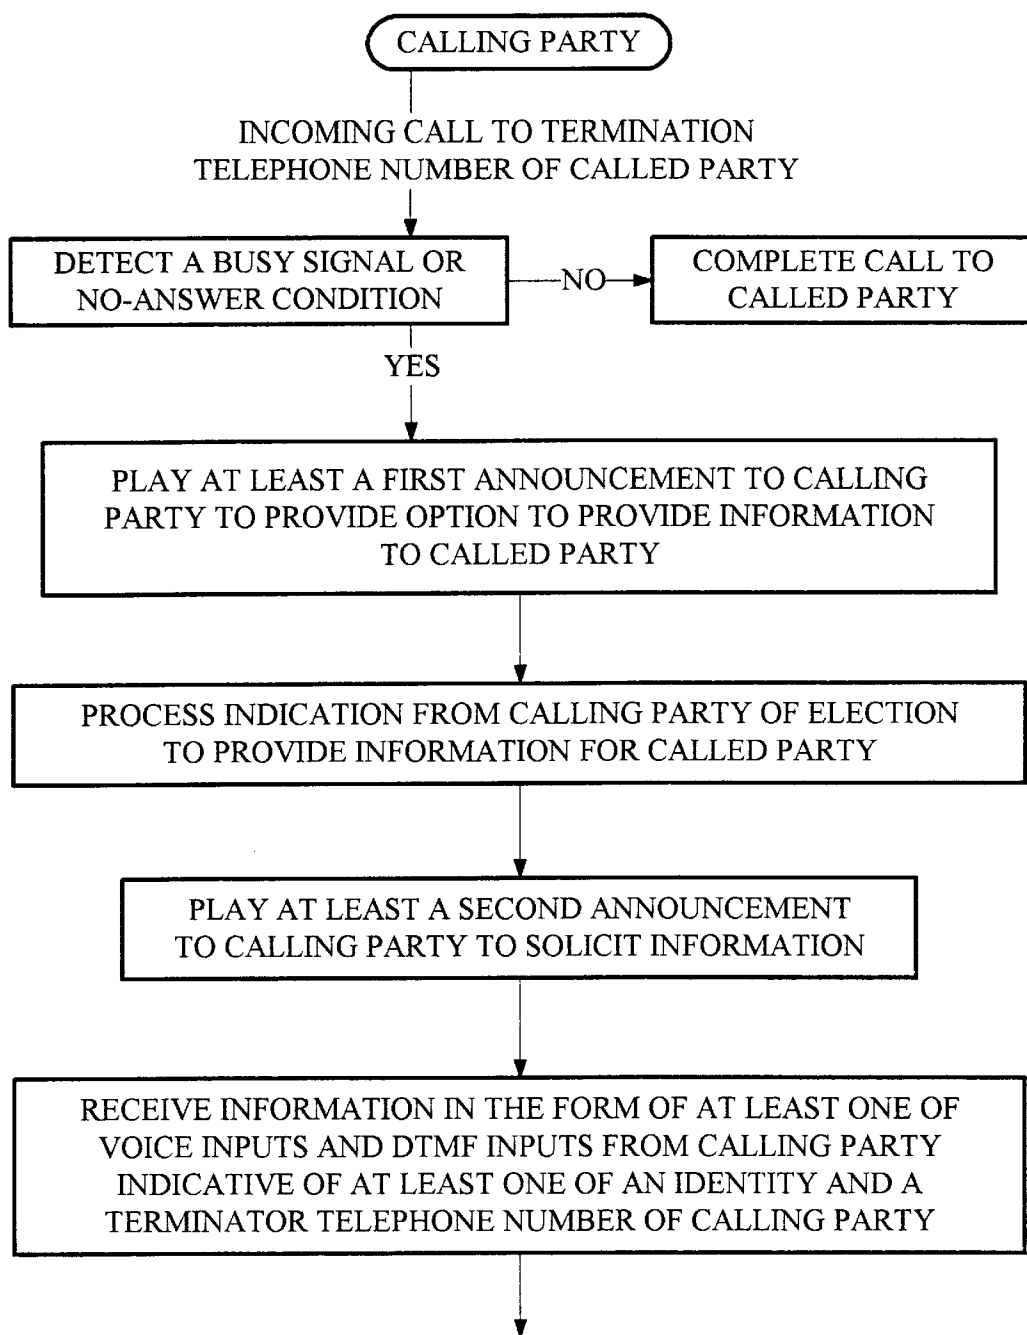 CALLING PARTY
INCOMING CALL TO TERMINATION
TELEPHONE NUMBER OF CALLED PARTY
DETECT A BUSY SIGNAL OR
NO-ANSWER CONDITION
NO
COMPLETE CALL TO
CALLED PARTY
YES
PLAY AT LEAST A FIRST ANNOUNCEMENT TO CALLING
PARTY TO PROVIDE OPTION TO PROVIDE INFORMATION
TO CALLED PARTY
PROCESS INDICATION FROM CALLING PARTY OF ELECTION
TO PROVIDE INFORMATION FOR CALLED PARTY
PLAY AT LEAST A SECOND ANNOUNCEMENT
TO CALLING PARTY TO SOLICIT INFORMATION
RECEIVE INFORMATION IN THE FORM OF AT LEAST ONE OF
VOICE INPUTS AND DTMF INPUTS FROM CALLING PARTY
INDICATIVE OF AT LEAST ONE OF AN IDENTITY AND A
TERMINATOR TELEPHONE NUMBER OF CALLING PARTY